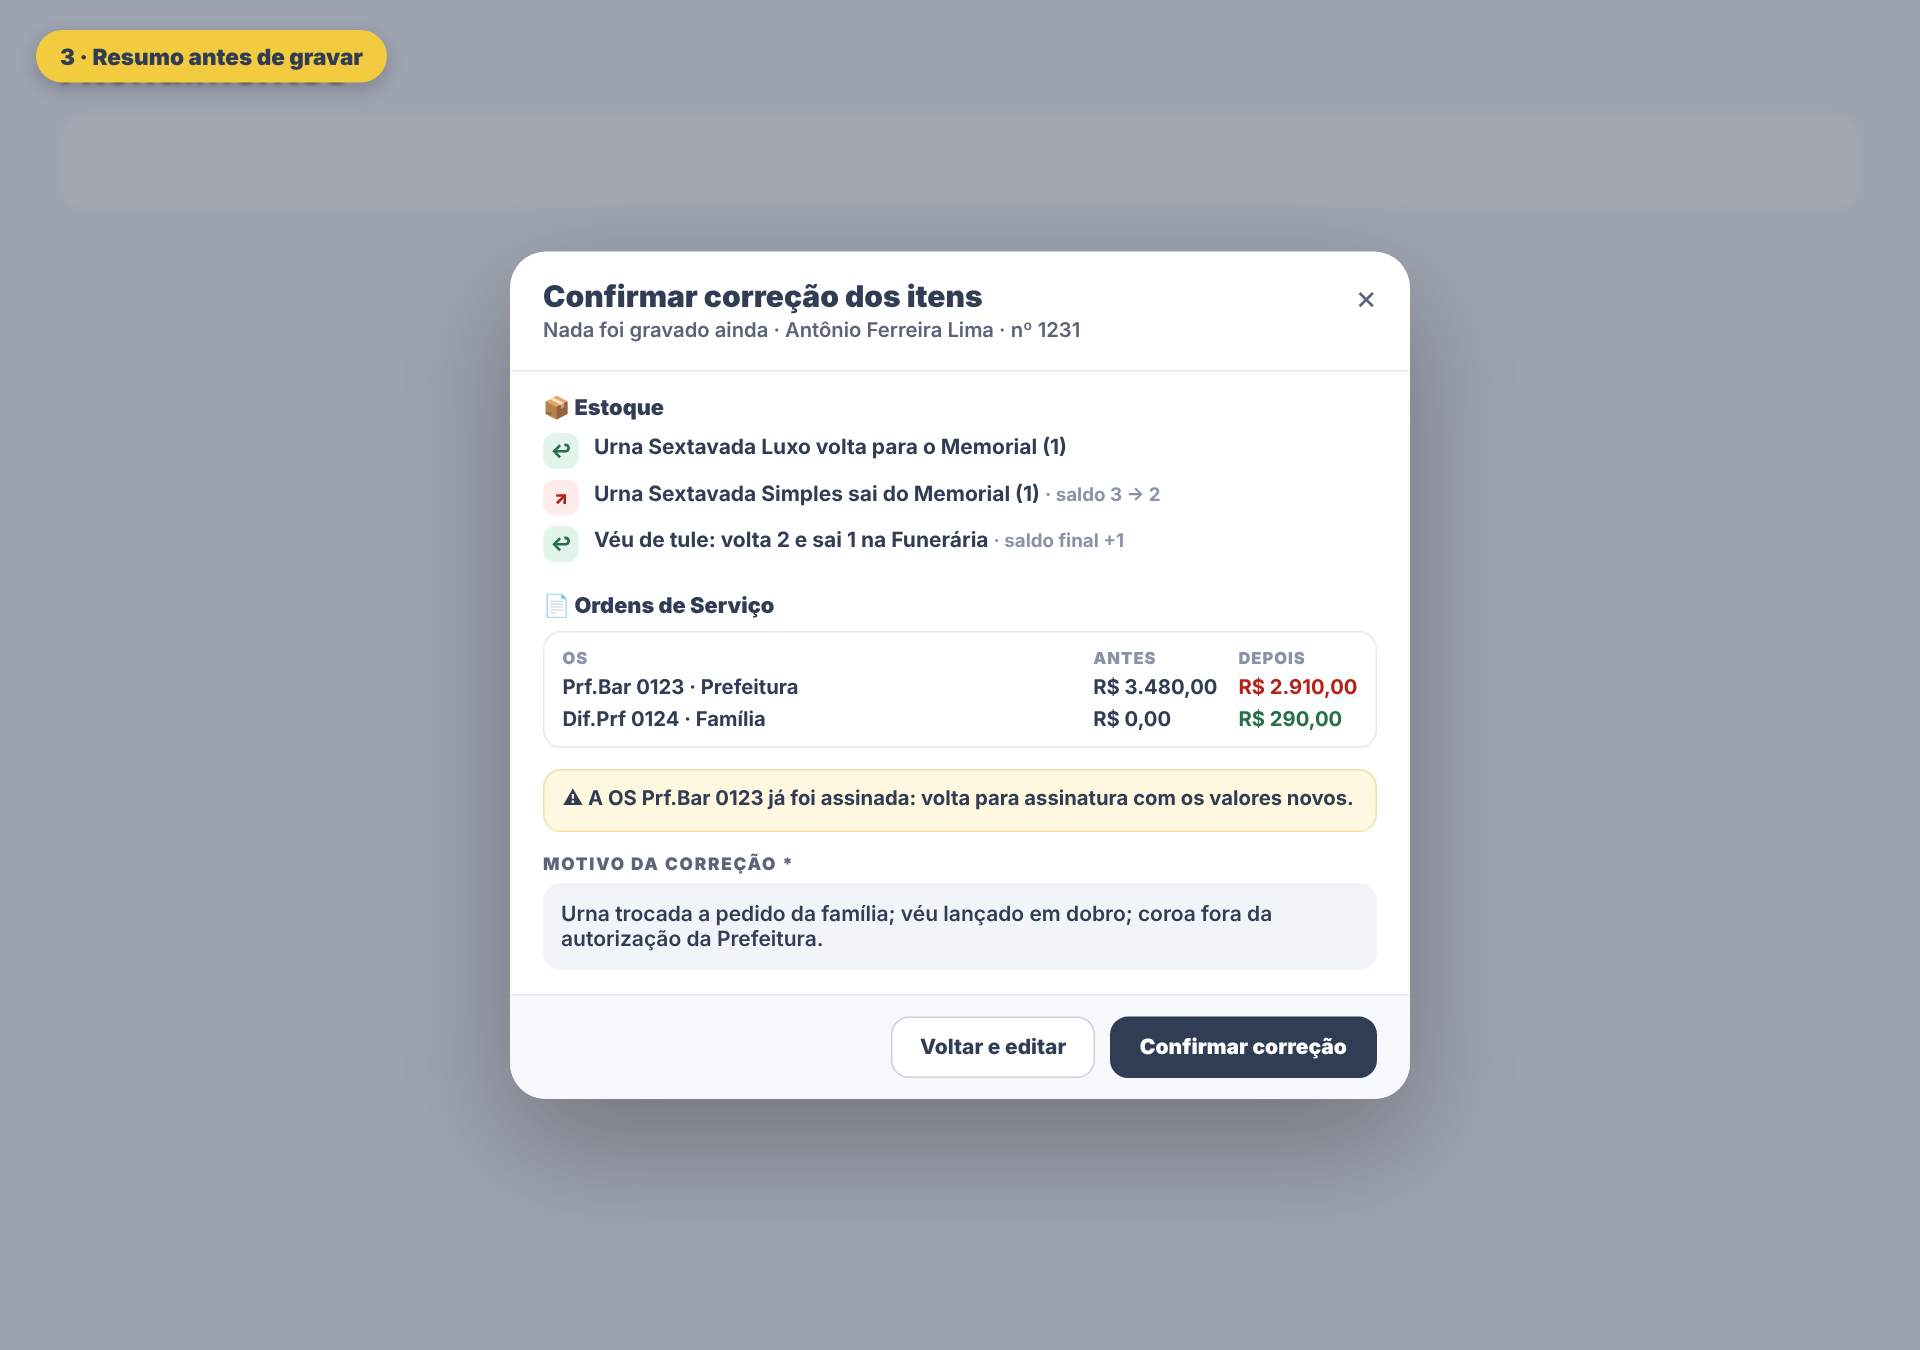 3 · Resumo antes de gravar
Confirmar correção dos itens
×
Nada foi gravado ainda · Antônio Ferreira Lima · nº 1231
Estoque
Urna Sextavada Luxo volta para o Memorial (1)
Urna Sextavada Simples sai do Memorial (1) · saldo 3 → 2
Véu de tule: volta 2 e sai 1 na Funerária · saldo final +1
Ordens de Serviço
OS ANTES DEPOIS
Prf.Bar 0123 · Prefeitura R$ 3.480,00 R$ 2.910,00
Dif.Prf 0124 · Família R$ 0,00 R$ 290,00
⚠ A OS Prf.Bar 0123 já foi assinada: volta para assinatura com os valores novos.
MOTIVO DA CORREÇÃO *
Urna trocada a pedido da família; véu lançado em dobro; coroa fora da
autorização da Prefeitura.
Voltar e editar
Confirmar correção